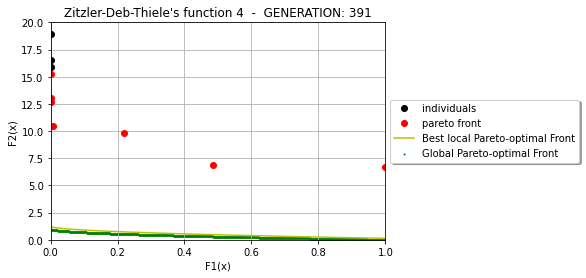 Zitzler-Deb-Thiele's function 4 - GENERATION: 391
20.0
17.5
15.0
12.5
10.0
7.5
5.0
2.5
0.0
F2(x)
0.0 0.2 0.4 0.6 0.8 1.0
F1(x)
individuals
pareto front
Best local Pareto-optimal Front
Global Pareto-optimal Front